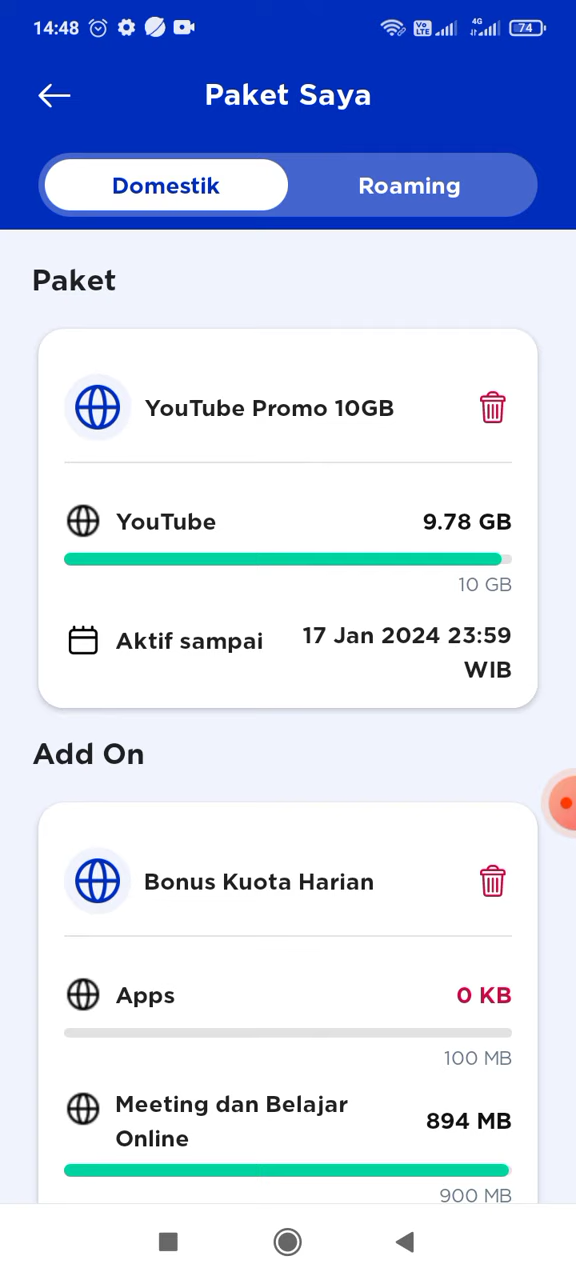 14:48 VoLTE 4G 74
Paket Saya
Domestik Roaming
Paket
YouTube Promo 10GB
YouTube 9.78 GB
10 GB
Aktif sampai 17 Jan 2024 23:59
WIB
Add On
Bonus Kuota Harian
Apps 0 KB
100 MB
Meeting dan Belajar
Online 894 MB
900 MB